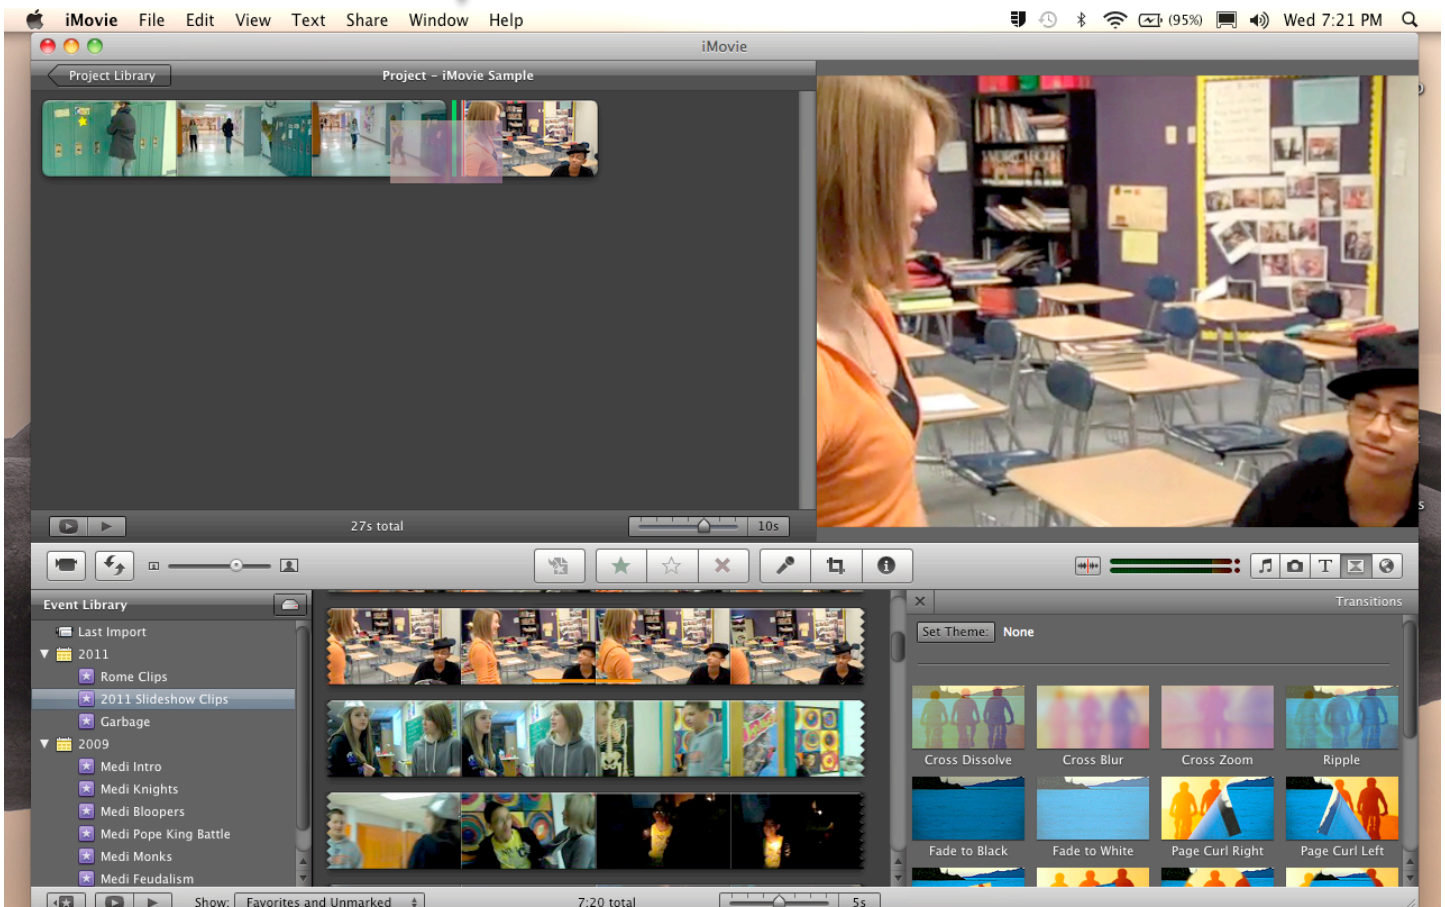 iMovie File Edit View Text Share Window Help (95%) Wed 7:21 PM
iMovie
Project Library Project – iMovie Sample
27s total 10s
Event Library
Last Import
2011
Rome Clips
2011 Slideshow Clips
Garbage
2009
Medi Intro
Medi Knights
Medi Bloopers
Medi Pope King Battle
Medi Monks
Medi Feudalism
Transitions
Set Theme: None
Cross Dissolve Cross Blur Cross Zoom Ripple
Fade to Black Fade to White Page Curl Right Page Curl Left
Show: Favorites and Unmarked 7:20 total 5s